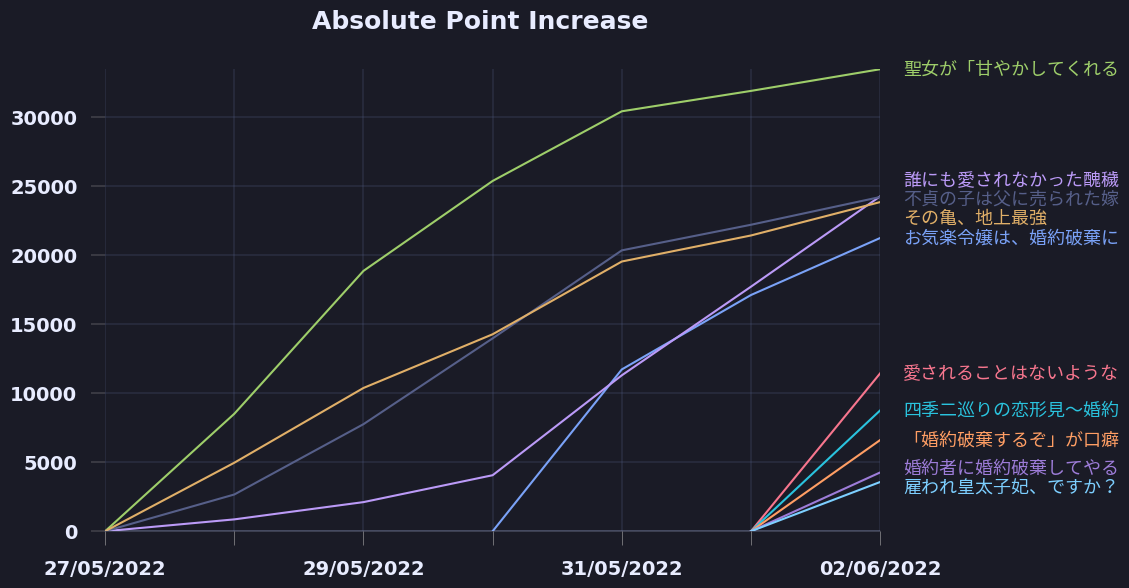 Absolute Point Increase
聖女が「甘やかしてくれる
30000
25000
誰にも愛されなかった醜穢
不貞の子は父に売られた嫁
その亀、地上最強
お気楽令嬢は、婚約破棄に
20000
15000
10000
愛されることはないような
四季二巡りの恋形見〜婚約
「婚約破棄するぞ」が口癖
5000
婚約者に婚約破棄してやる
雇われ皇太子妃、ですか？
0
27/05/2022
29/05/2022
31/05/2022
02/06/2022